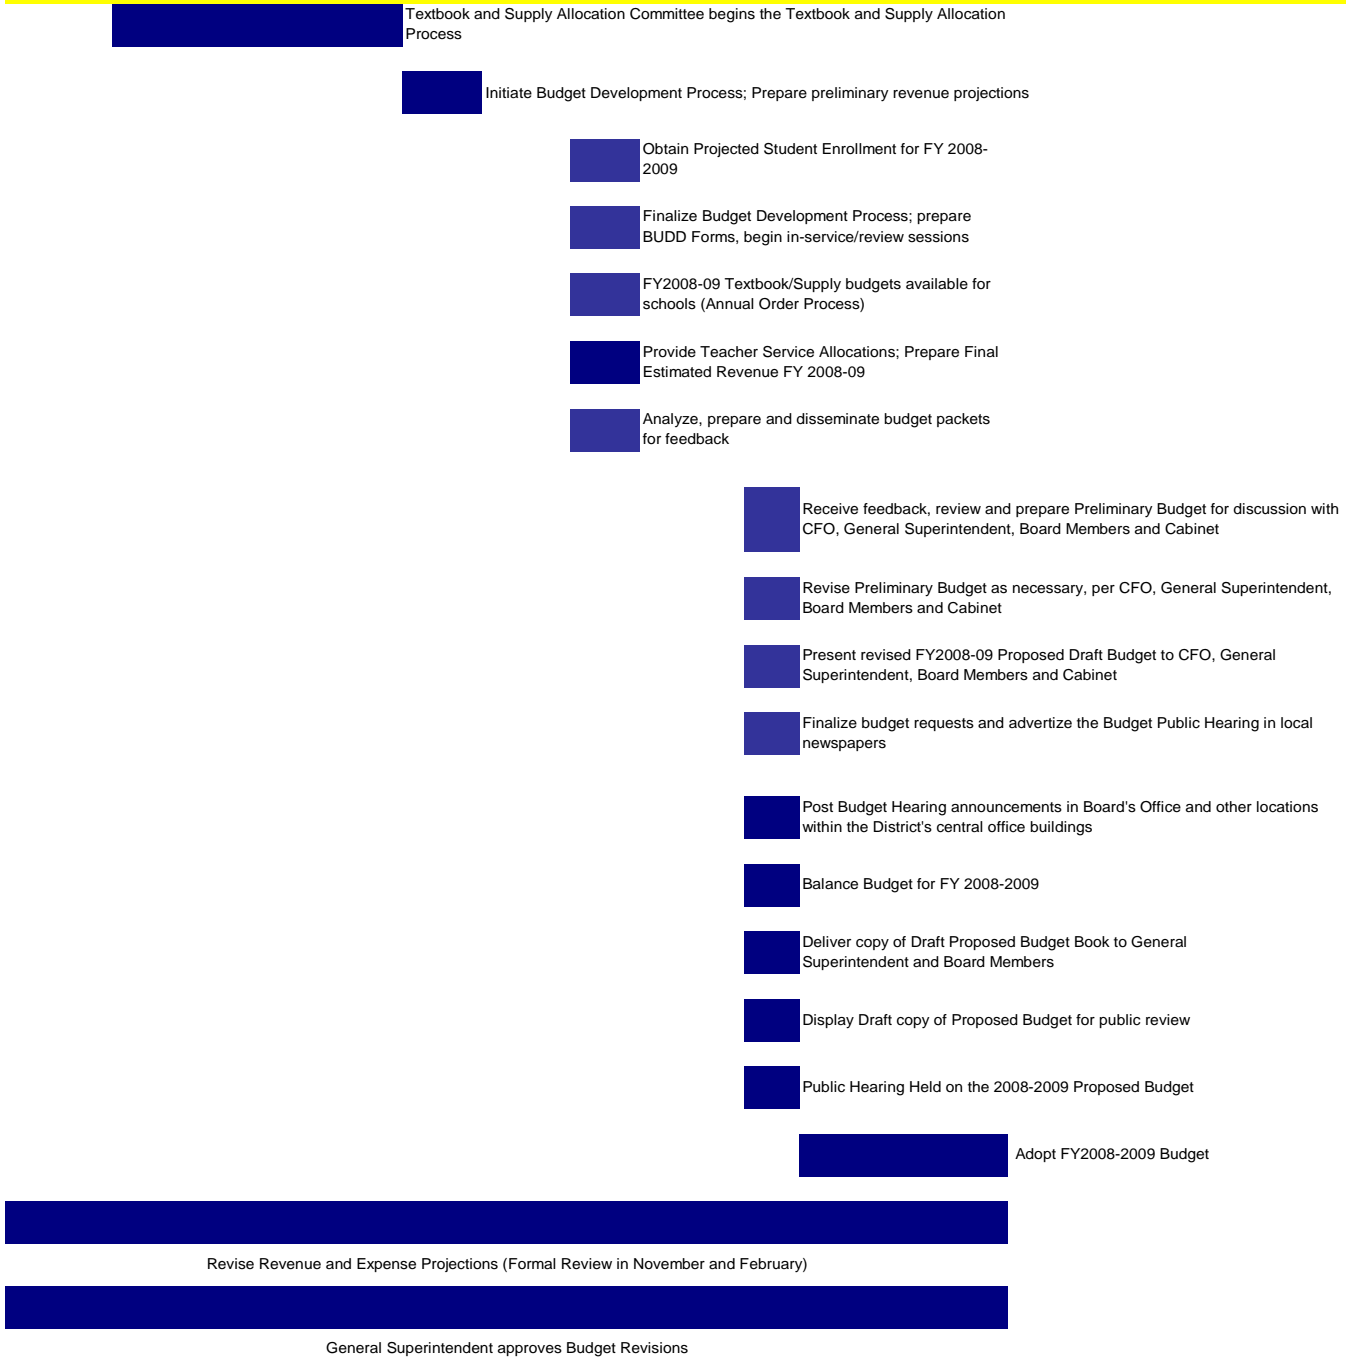 Textbook and Supply Allocation Committee begins the Textbook and Supply Allocation
Process
Initiate Budget Development Process; Prepare preliminary revenue projections
Obtain Projected Student Enrollment for FY 2008-
2009
Finalize Budget Development Process; prepare
BUDD Forms, begin in-service/review sessions
FY2008-09 Textbook/Supply budgets available for
schools (Annual Order Process)
Provide Teacher Service Allocations; Prepare Final
Estimated Revenue FY 2008-09
Analyze, prepare and disseminate budget packets
for feedback
Receive feedback, review and prepare Preliminary Budget for discussion with
CFO, General Superintendent, Board Members and Cabinet
Revise Preliminary Budget as necessary, per CFO, General Superintendent,
Board Members and Cabinet
Present revised FY2008-09 Proposed Draft Budget to CFO, General
Superintendent, Board Members and Cabinet
Finalize budget requests and advertize the Budget Public Hearing in local
newspapers
Post Budget Hearing announcements in Board's Office and other locations
within the District's central office buildings
Balance Budget for FY 2008-2009
Deliver copy of Draft Proposed Budget Book to General
Superintendent and Board Members
Display Draft copy of Proposed Budget for public review
Public Hearing Held on the 2008-2009 Proposed Budget
Adopt FY2008-2009 Budget
Revise Revenue and Expense Projections (Formal Review in November and February)
General Superintendent approves Budget Revisions